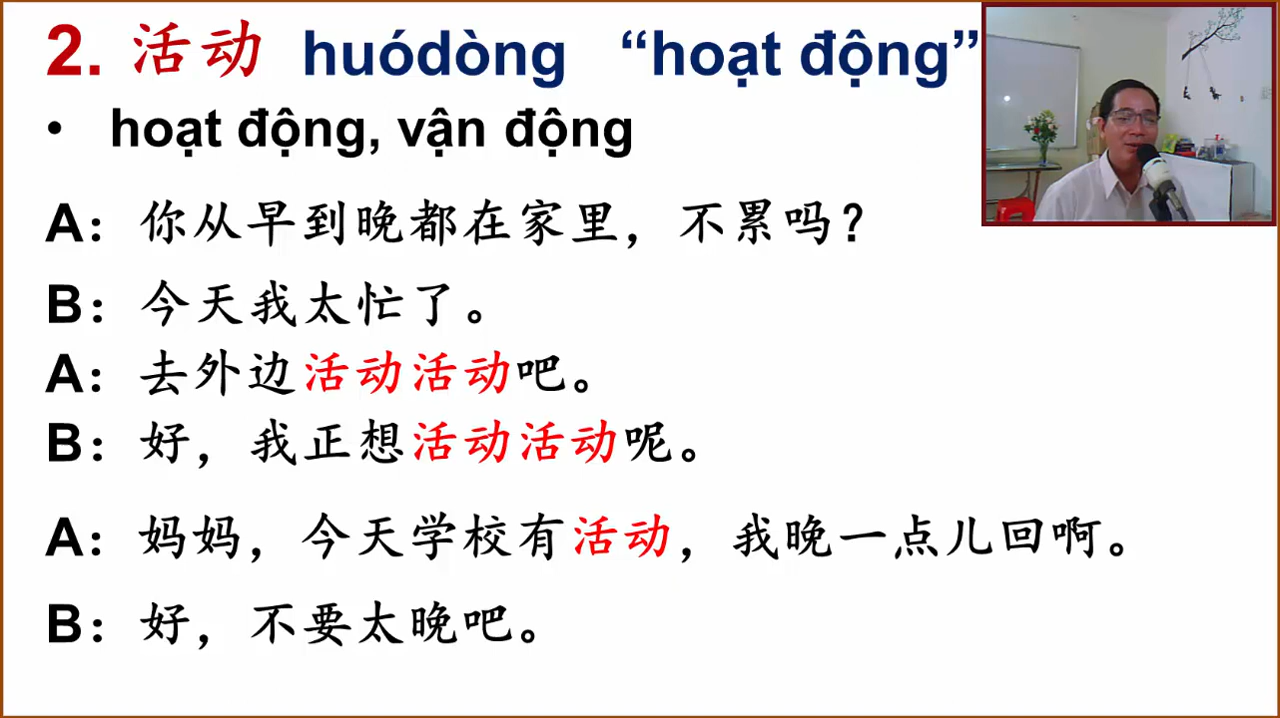 2. 活动 huódòng “hoạt động”
• hoạt động, vận động
A：你从早到晚都在家里，不累吗？
B：今天我太忙了。
A：去外边活动活动吧。
B：好，我正想活动活动呢。
A：妈妈，今天学校有活动，我晚一点儿回啊。
B：好，不要太晚吧。